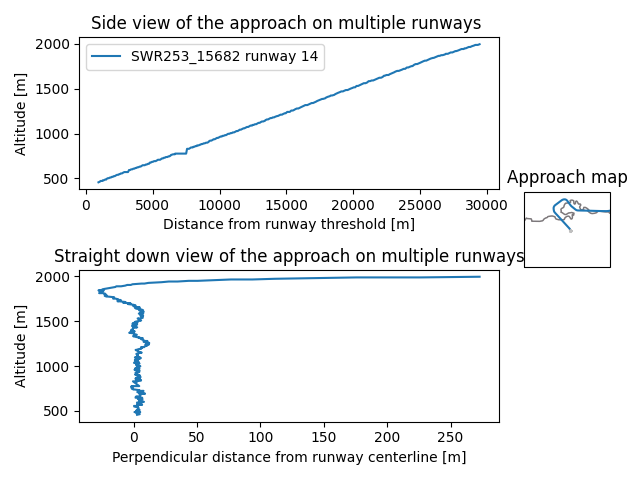 Side view of the approach on multiple runways
2000
1500
1000
500
Altitude [m]
SWR253_15682 runway 14
0 5000 10000 15000 20000 25000 30000
Distance from runway threshold [m]
Approach map
Straight down view of the approach on multiple runways
2000
1500
1000
500
Altitude [m]
0 50 100 150 200 250
Perpendicular distance from runway centerline [m]